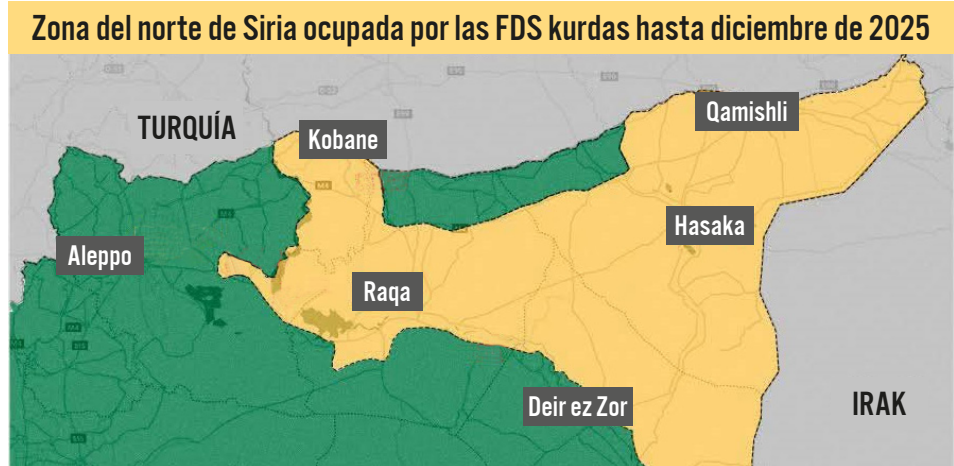 Zona del norte de Siria ocupada por las FDS kurdas hasta diciembre de 2025
TURQUÍA
Kobane
Qamishli
Aleppo
Hasaka
Raqa
Deir ez Zor
IRAK